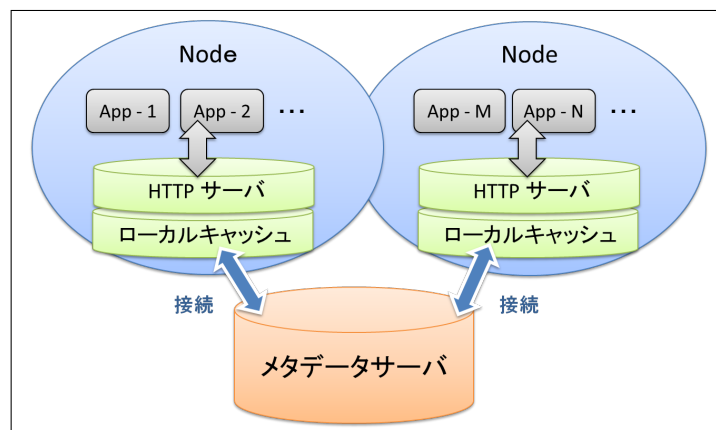 Node Node
App - 1 App - 2 ... App - M App - N ...
HTTP サーバ HTTP サーバ
ローカルキャッシュ ローカルキャッシュ
接続 接続
メタデータサーバ